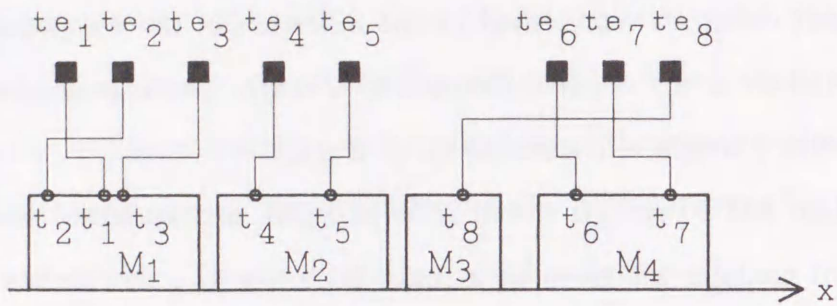 te₁ te₂ te₃ te₄ te₅ te₆ te₇ te₈
t₂ t₁ t₃ t₄ t₅ t₈ t₆ t₇
M₁ M₂ M₃ M₄
x